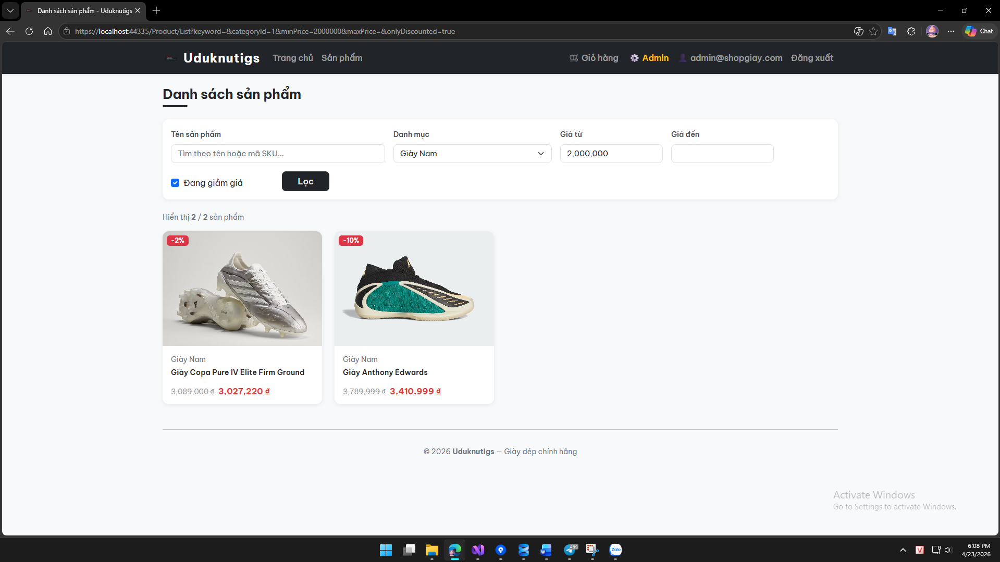 Danh sách sản phẩm - Uduknutigs
https://localhost:44335/Product/List?keyword=&categoryId=1&minPrice=2000000&maxPrice=&onlyDiscounted=true
Chat
Uduknutigs
Trang chủ
Sản phẩm
Giỏ hàng
Admin
admin@shopgiay.com
Đăng xuất
Danh sách sản phẩm
Tên sản phẩm
Danh mục
Giá từ
Giá đến
Tìm theo tên hoặc mã SKU...
Giày Nam
2,000,000
Đang giảm giá
Lọc
Hiển thị 2 / 2 sản phẩm
-2%
-10%
Giày Nam
Giày Copa Pure IV Elite Firm Ground
3,089,000 ₫ 3,027,220 ₫
Giày Nam
Giày Anthony Edwards
3,789,999 ₫ 3,410,999 ₫
© 2026 Uduknutigs — Giày dép chính hãng
Activate Windows
Go to Settings to activate Windows.
489
Zalo
V
6:08 PM
4/23/2026